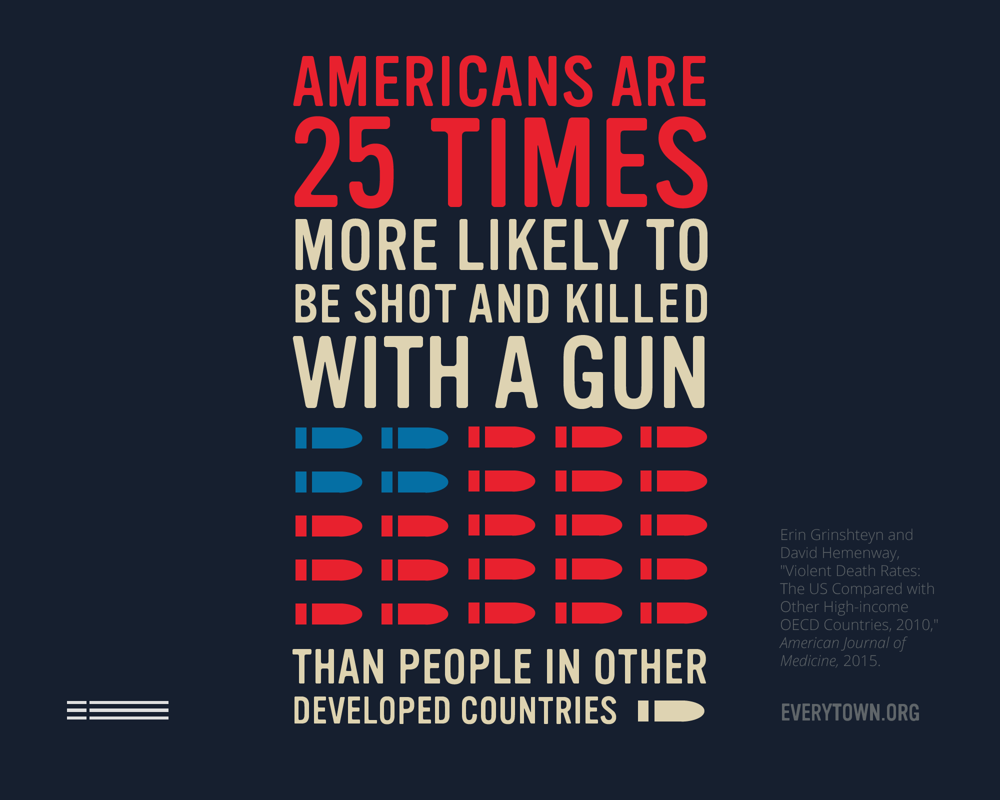 AMERICANS ARE
25 TIMES
MORE LIKELY TO
BE SHOT AND KILLED
WITH A GUN
THAN PEOPLE IN OTHER
DEVELOPED COUNTRIES
Erin Grinshteyn and
David Hemenway,
"Violent Death Rates:
The US Compared with
Other High-income
OECD Countries, 2010,"
American Journal of
Medicine, 2015.
EVERYTOWN.ORG